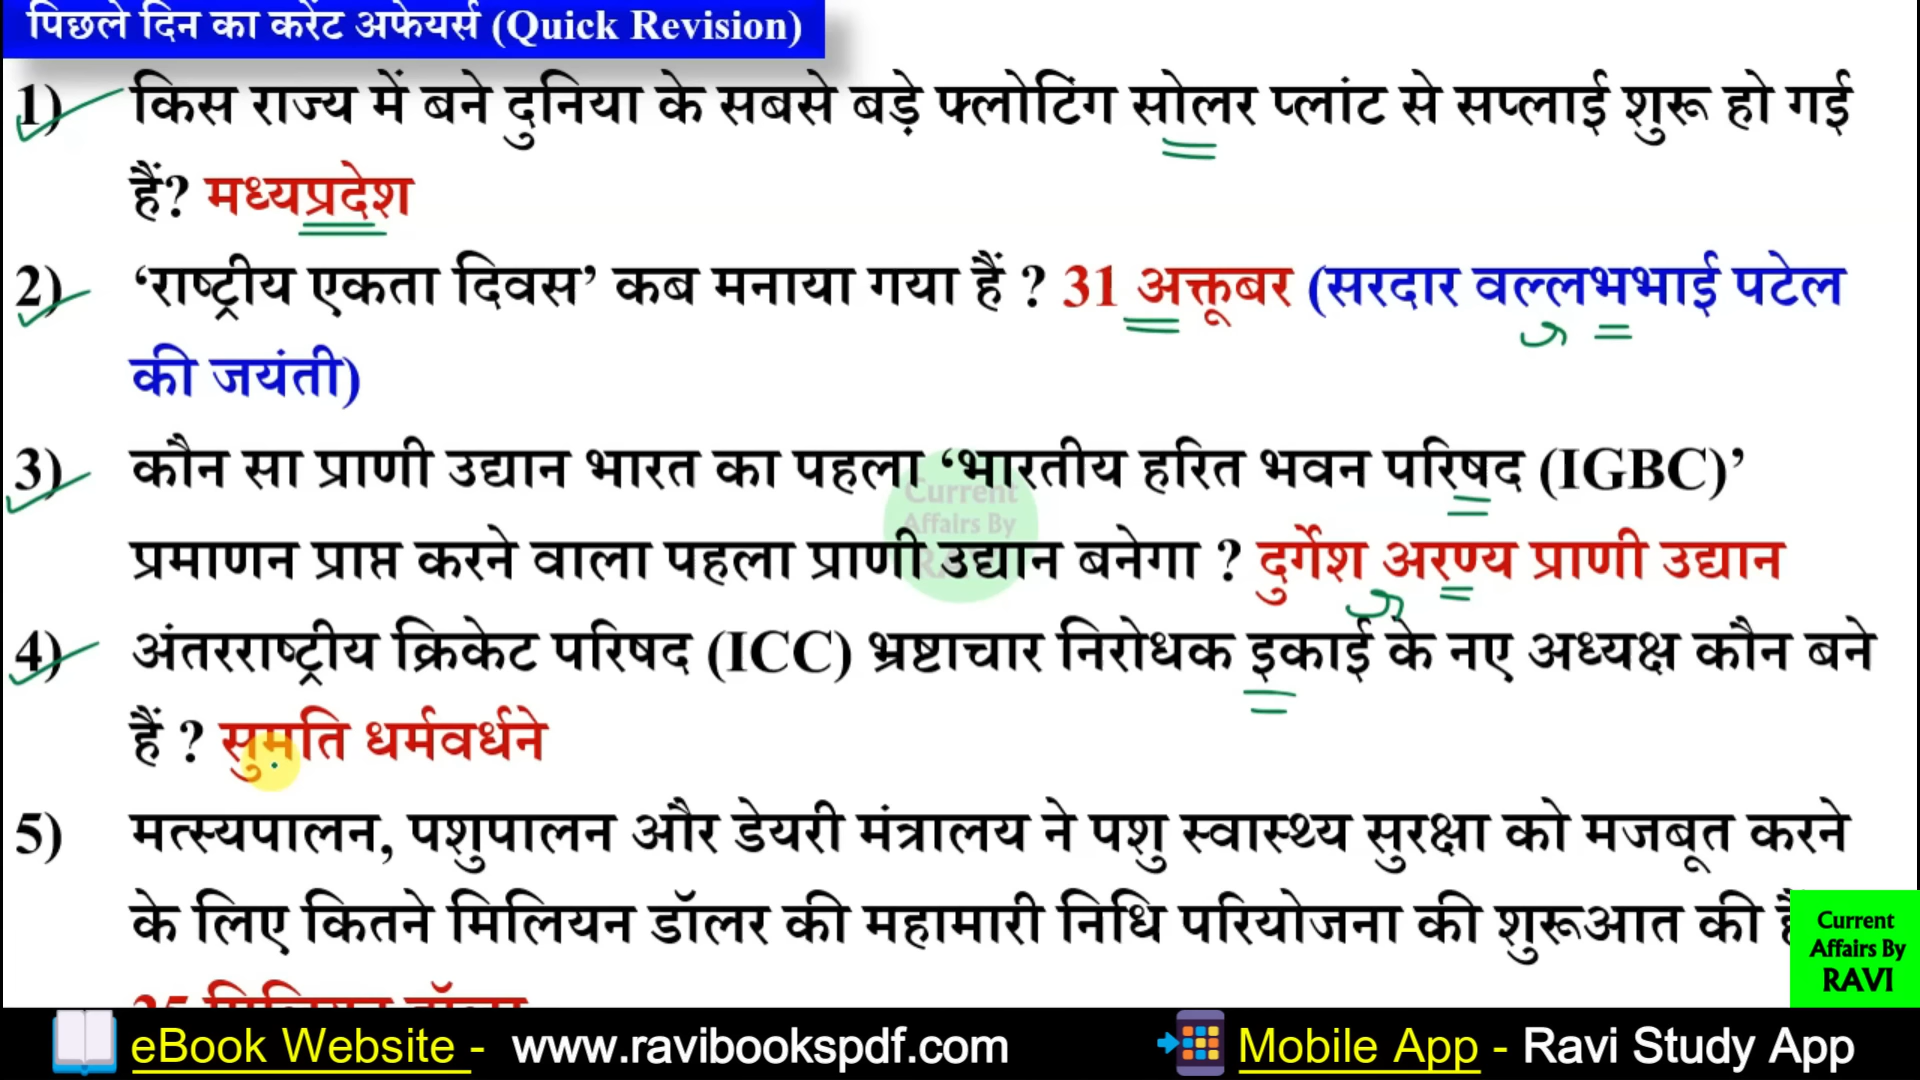 पिछले दिन का करेंट अफेयर्स (Quick Revision)
1) किस राज्य में बने दुनिया के सबसे बड़े फ्लोटिंग सोलर प्लांट से सप्लाई शुरू हो गई
हैं? मध्यप्रदेश
2) ‘राष्ट्रीय एकता दिवस’ कब मनाया गया हैं ? 31 अक्तूबर (सरदार वल्लभभाई पटेल
की जयंती)
3) कौन सा प्राणी उद्यान भारत का पहला ‘भारतीय हरित भवन परिषद (IGBC)’
प्रमाणन प्राप्त करने वाला पहला प्राणी उद्यान बनेगा ? दुर्गेश अरण्य प्राणी उद्यान
4) अंतरराष्ट्रीय क्रिकेट परिषद (ICC) भ्रष्टाचार निरोधक इकाई के नए अध्यक्ष कौन बने
हैं ? सुमति धर्मवर्धने
5) मत्स्यपालन, पशुपालन और डेयरी मंत्रालय ने पशु स्वास्थ्य सुरक्षा को मजबूत करने
के लिए कितने मिलियन डॉलर की महामारी निधि परियोजना की शुरूआत की
25 मिलियन डॉलर
Current
Affairs By
RAVI
Current
Affairs By
RAVI
eBook Website - www.ravibookspdf.com
Mobile App - Ravi Study App